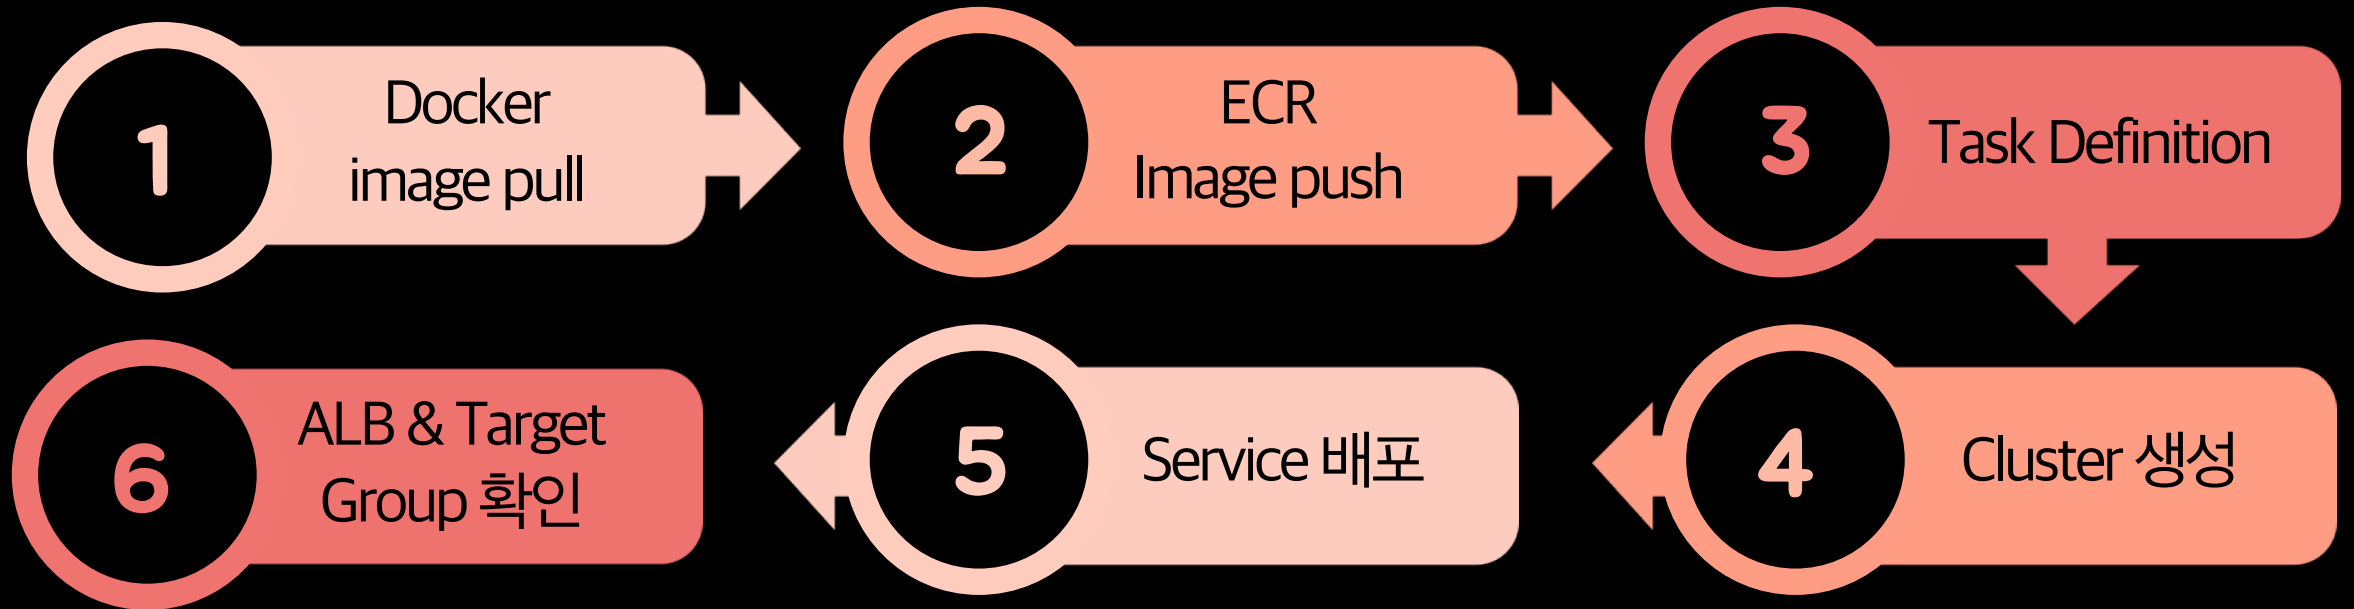 1
Docker
image pull
2
ECR
Image push
3
Task Definition
4
Cluster 생성
5
Service 배포
6
ALB & Target
Group 확인